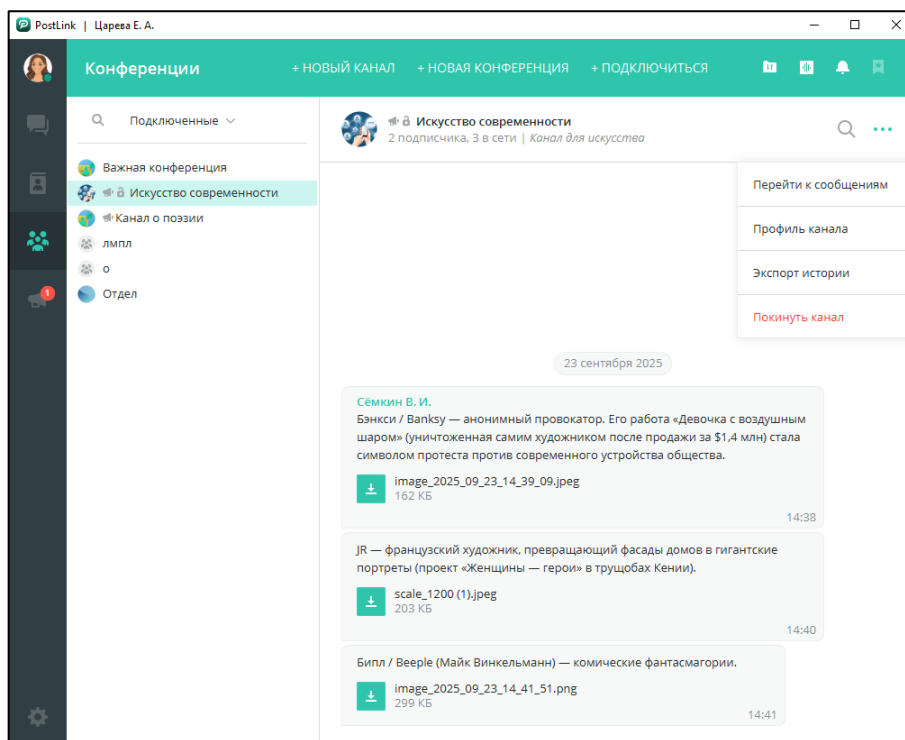 PostLink | Царева Е. А.
Конференции
+ НОВЫЙ КАНАЛ
+ НОВАЯ КОНФЕРЕНЦИЯ
+ ПОДКЛЮЧИТЬСЯ
Подключенные
Важная конференция
Искусство современности
Канал о поэзии
лмпл
о
Отдел
1
Искусство современности
2 подписчика, 3 в сети | Канал для искусства
Перейти к сообщениям
Профиль канала
Экспорт истории
Покинуть канал
23 сентября 2025
Сёмкин В. И.
Бэнкси / Banksy — анонимный провокатор. Его работа «Девочка с воздушным
шаром» (уничтоженная самим художником после продажи за $1,4 млн) стала
символом протеста против современного устройства общества.
image_2025_09_23_14_39_09.jpeg
162 КБ
14:38
JR — французский художник, превращающий фасады домов в гигантские
портреты (проект «Женщины — герои» в трущобах Кении).
scale_1200 (1).jpeg
203 КБ
14:40
Бипл / Beeple (Майк Винкельманн) — комические фантасмагории.
image_2025_09_23_14_41_51.png
299 КБ
14:41